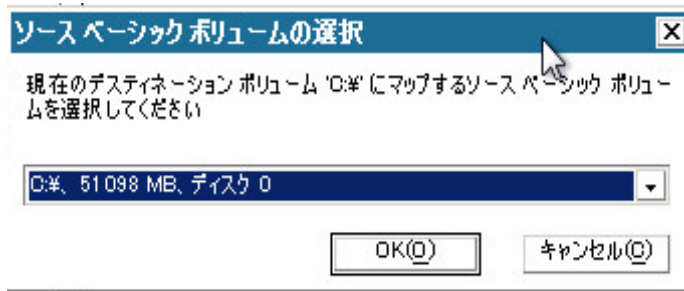 ソース ベーシック ボリュームの選択
現在のデスティネーション ボリューム 'C:¥' にマップするソース ベーシック ボリュー
ムを選択してください
C:¥、51098 MB、ディスク 0
OK(O)
キャンセル(C)